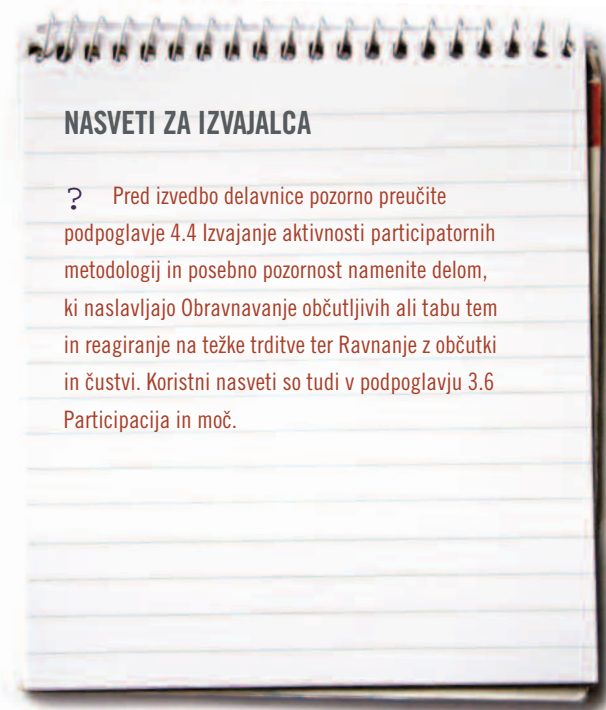 NASVETI ZA IZVAJALCA
? Pred izvedbo delavnice pozorno preučite
podpoglavje 4.4 Izvajanje aktivnosti participatornih
metodologij in posebno pozornost namenite delom,
ki naslavljajo Obravnavanje občutljivih ali tabu tem
in reagiranje na težke trditve ter Ravnanje z občutki
in čustvi. Koristni nasveti so tudi v podpoglavju 3.6
Participacija in moč.